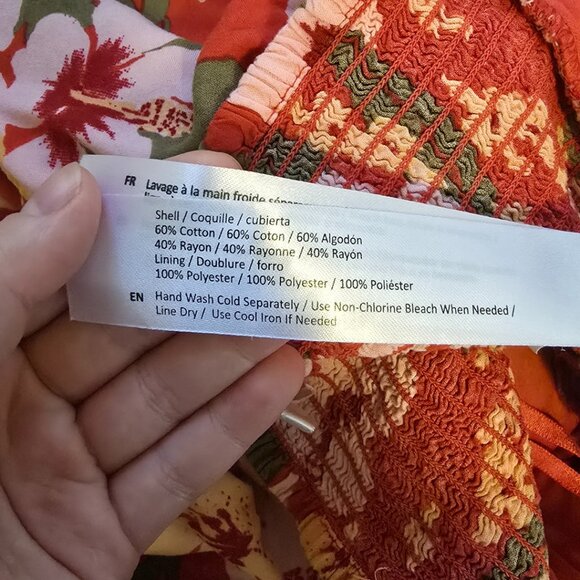 FR Lavage à la main froide
Shell / Coquille / cubierta
60% Cotton / 60% Coton / 60% Algodón
40% Rayon / 40% Rayonne / 40% Rayón
Lining / Doublure / forro
100% Polyester / 100% Polyester / 100% Poliéster
EN Hand Wash Cold Separately / Use Non-Chlorine Bleach When Needed /
Line Dry / Use Cool Iron If Needed